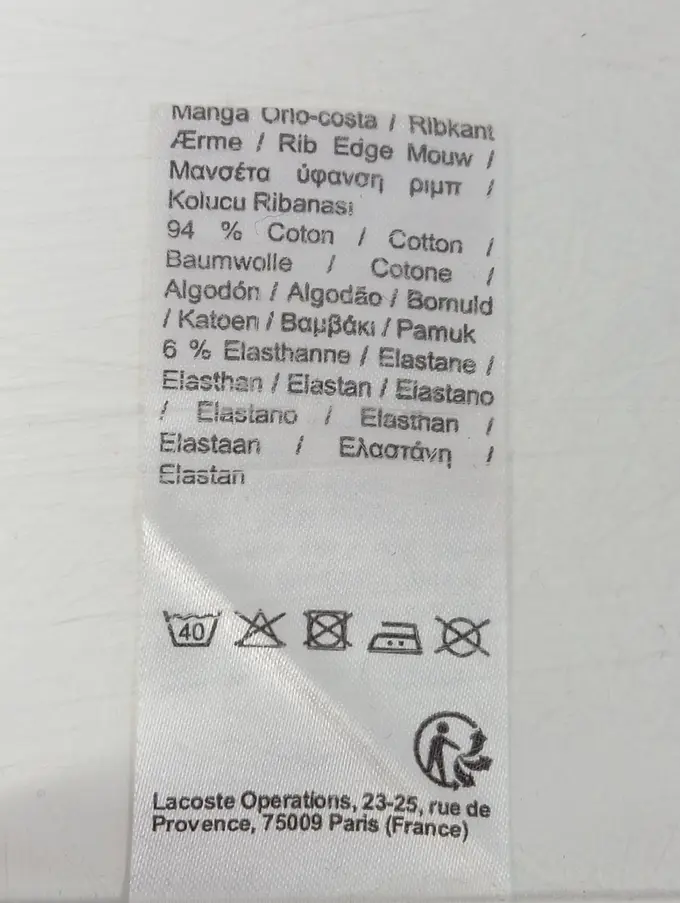 Manga Orlo-costa / Ribkant
Ærme / Rib Edge Mouw /
Μανσέτα ύφανση ριμπ /
Kolucu Ribanası
94 % Coton / Cotton /
Baumwolle / Cotone /
Algodón / Algodão / Bomuld
/ Katoen / Βαμβάκι / Pamuk
6 % Elasthanne / Elastane /
Elasthan / Elastan / Elastano
/ Elastano / Elasthan /
Elastaan / Ελαστάνη /
Elastan
40
Lacoste Operations, 23-25, rue de
Provence, 75009 Paris (France)